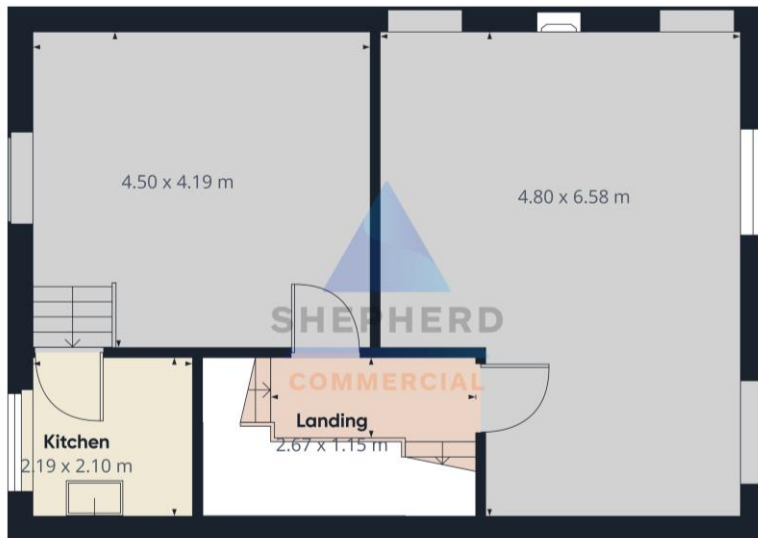 4.50 x 4.19 m
4.80 x 6.58 m
SHEPHERD
COMMERCIAL
Landing
2.67 x 1.15 m
Kitchen
2.19 x 2.10 m